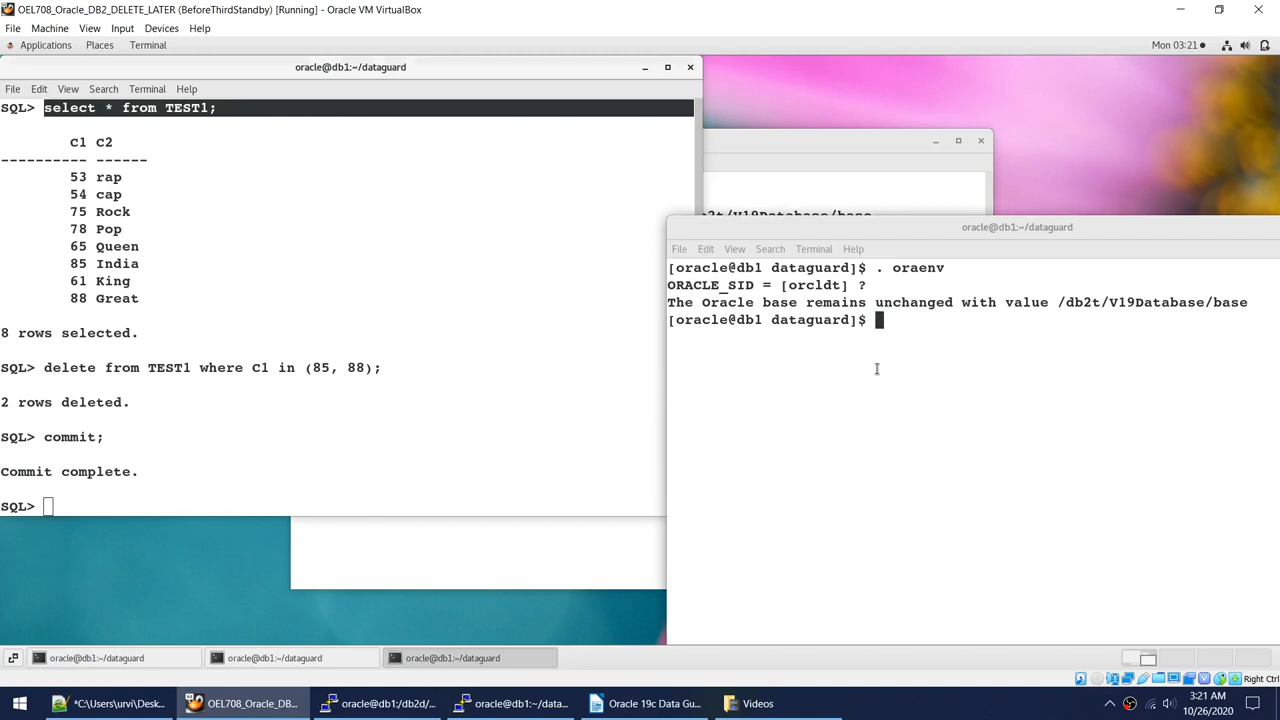 OEL708_Oracle_DB2_DELETE_LATER (BeforeThirdStandby) [Running] - Oracle VM VirtualBox
File Machine View Input Devices Help
Applications Places Terminal Mon 03:21
oracle@db1:~/dataguard
File Edit View Search Terminal Help
SQL> select * from TEST1;
C1 C2
---------- ------
53 rap
54 cap
75 Rock
78 Pop
65 Queen
85 India
61 King
88 Great
8 rows selected.
SQL> delete from TEST1 where C1 in (85, 88);
2 rows deleted.
SQL> commit;
Commit complete.
SQL>
oracle@db1:~/dataguard
File Edit View Search Terminal Help
[oracle@db1 dataguard]$ . oraenv
ORACLE_SID = [orcldt] ?
The Oracle base remains unchanged with value /db2t/V19Database/base
[oracle@db1 dataguard]$
oracle@db1:~/dataguard oracle@db1:~/dataguard oracle@db1:~/dataguard
Right Ctrl
*C:\Users\urvi\Desk... OEL708_Oracle_DB... oracle@db1:/db2d/... oracle@db1:~/data... Oracle 19c Data Gu... Videos
3:21 AM
10/26/2020